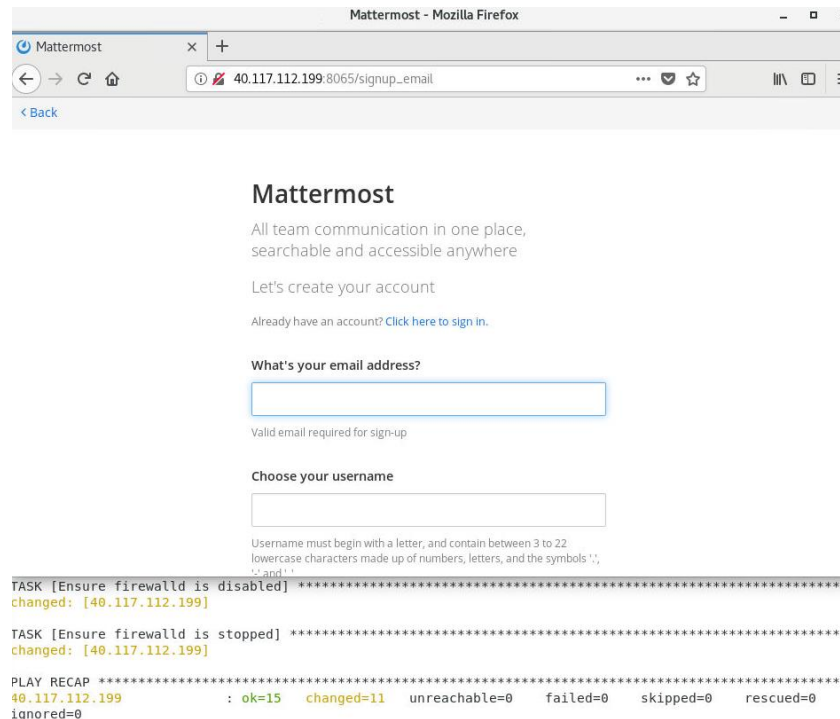 Mattermost - Mozilla Firefox
Mattermost
40.117.112.199:8065/signup_email
< Back
Mattermost
All team communication in one place,
searchable and accessible anywhere
Let's create your account
Already have an account? Click here to sign in.
What's your email address?
Valid email required for sign-up
Choose your username
Username must begin with a letter, and contain between 3 to 22
lowercase characters made up of numbers, letters, and the symbols '.',
'-' and '_'
TASK [Ensure firewalld is disabled] ********************************************************************
changed: [40.117.112.199]
TASK [Ensure firewalld is stopped] *********************************************************************
changed: [40.117.112.199]
PLAY RECAP *********************************************************************************************
40.117.112.199 : ok=15 changed=11 unreachable=0 failed=0 skipped=0 rescued=0
ignored=0